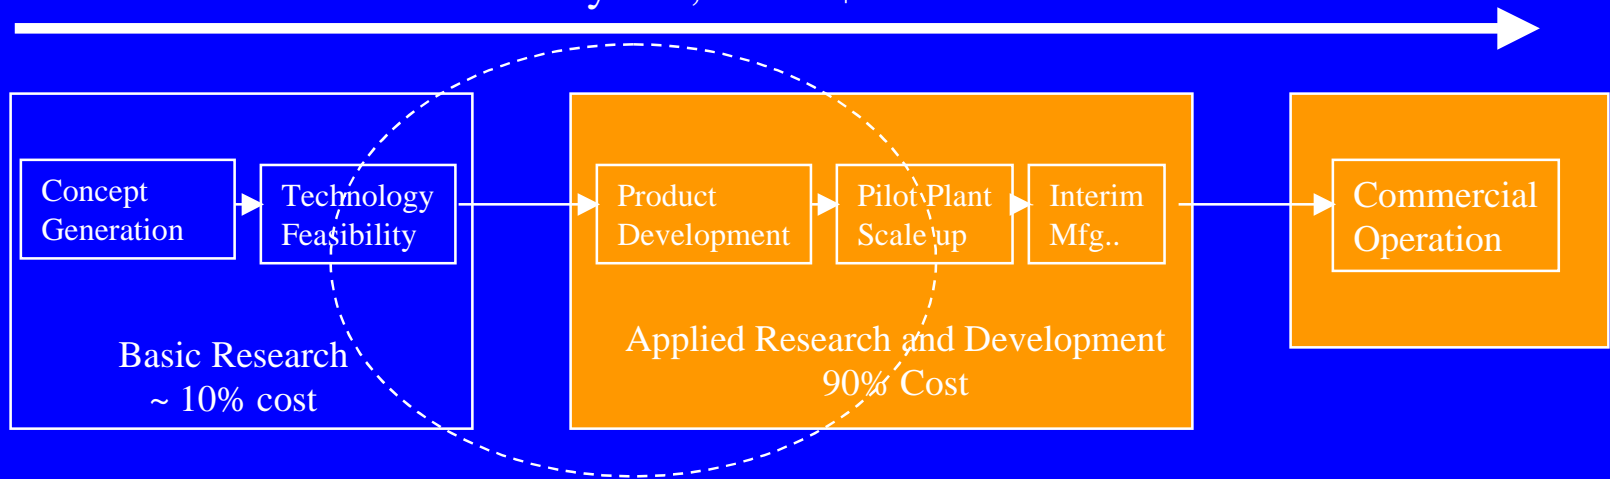 Concept
Generation
Technology
Feasibility
Product
Development
Pilot Plant
Scale up
Interim
Mfg..
Commercial
Operation
Basic Research
~ 10% cost
Applied Research and Development
90% Cost